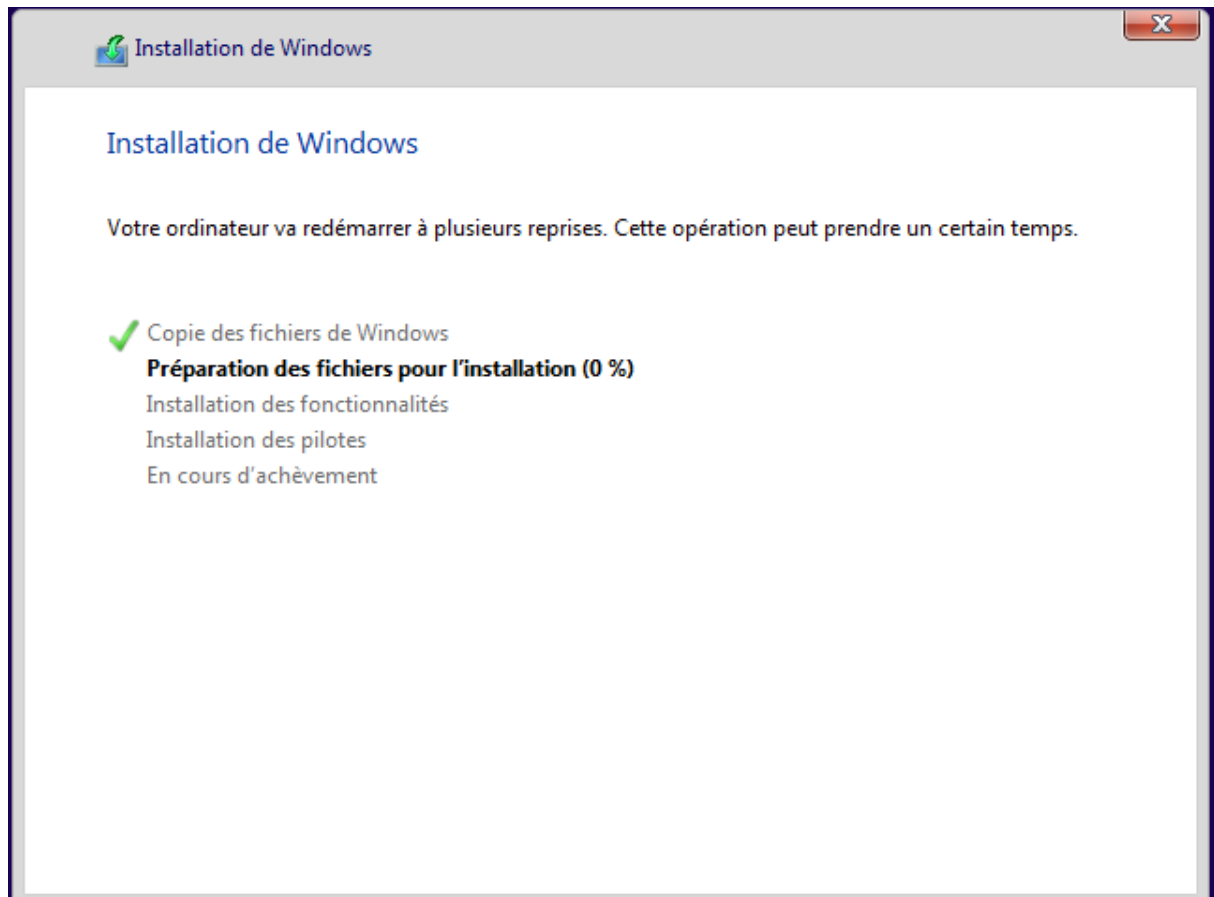 Installation de Windows
Installation de Windows
Votre ordinateur va redémarrer à plusieurs reprises. Cette opération peut prendre un certain temps.
Copie des fichiers de Windows
Préparation des fichiers pour l'installation (0 %)
Installation des fonctionnalités
Installation des pilotes
En cours d'achèvement